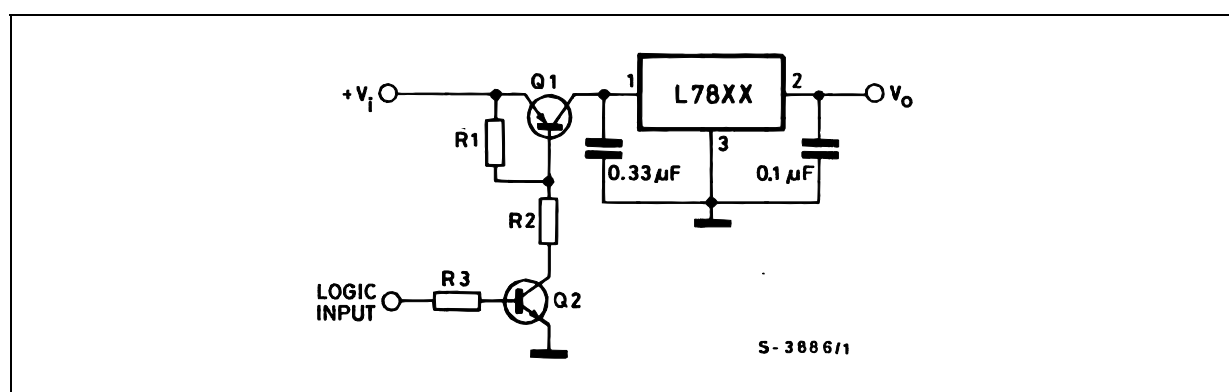 +Vi
Q1
1
L78XX
2
Vo
R1
3
0.33µF
0.1µF
R2
LOGIC
INPUT
R3
Q2
S-3886/1